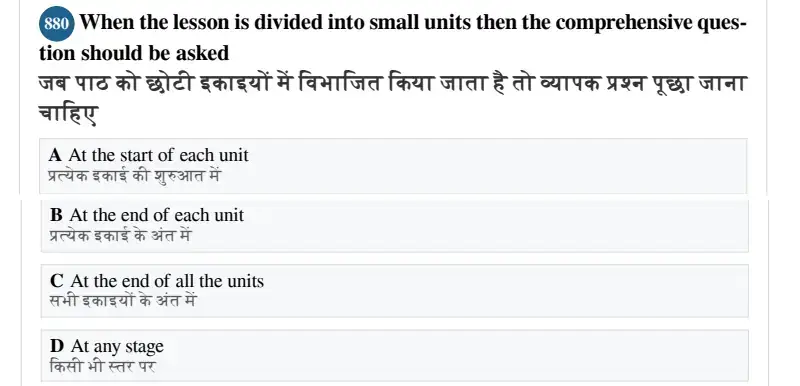 880 When the lesson is divided into small units then the comprehensive ques-
tion should be asked
जब पाठ को छोटी इकाइयों में विभाजित किया जाता है तो व्यापक प्रश्न पूछा जाना
चाहिए
A At the start of each unit
प्रत्येक इकाई की शुरुआत में
B At the end of each unit
प्रत्येक इकाई के अंत में
C At the end of all the units
सभी इकाइयों के अंत में
D At any stage
किसी भी स्तर पर